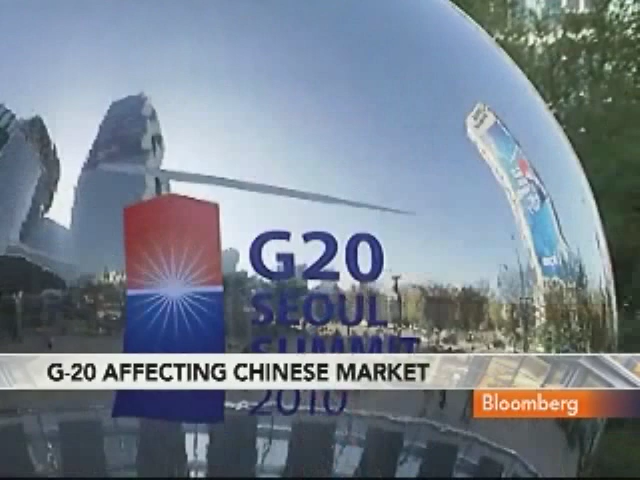 G20
SEOUL
SUMMIT
2010
G-20 AFFECTING CHINESE MARKET
Bloomberg